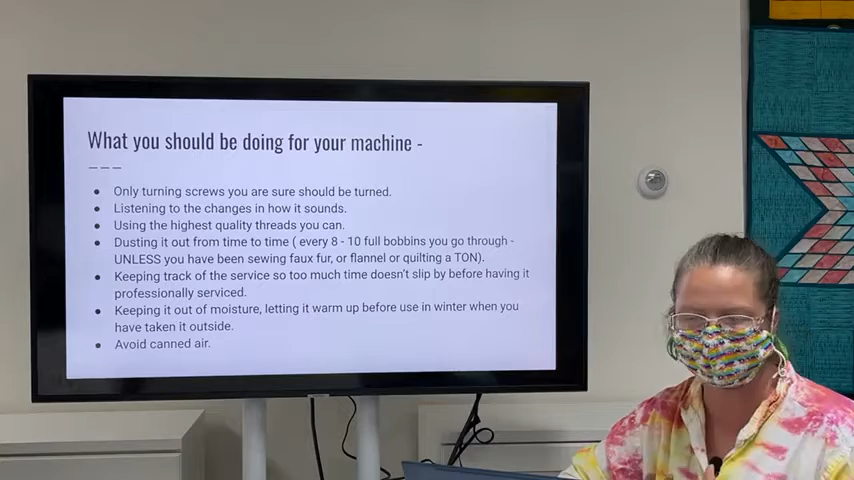 What you should be doing for your machine -
● Only turning screws you are sure should be turned.
● Listening to the changes in how it sounds.
● Using the highest quality threads you can.
● Dusting it out from time to time ( every 8 - 10 full bobbins you go through -
UNLESS you have been sewing faux fur, or flannel or quilting a TON).
● Keeping track of the service so too much time doesn't slip by before having it
professionally serviced.
● Keeping it out of moisture, letting it warm up before use in winter when you
have taken it outside.
● Avoid canned air.